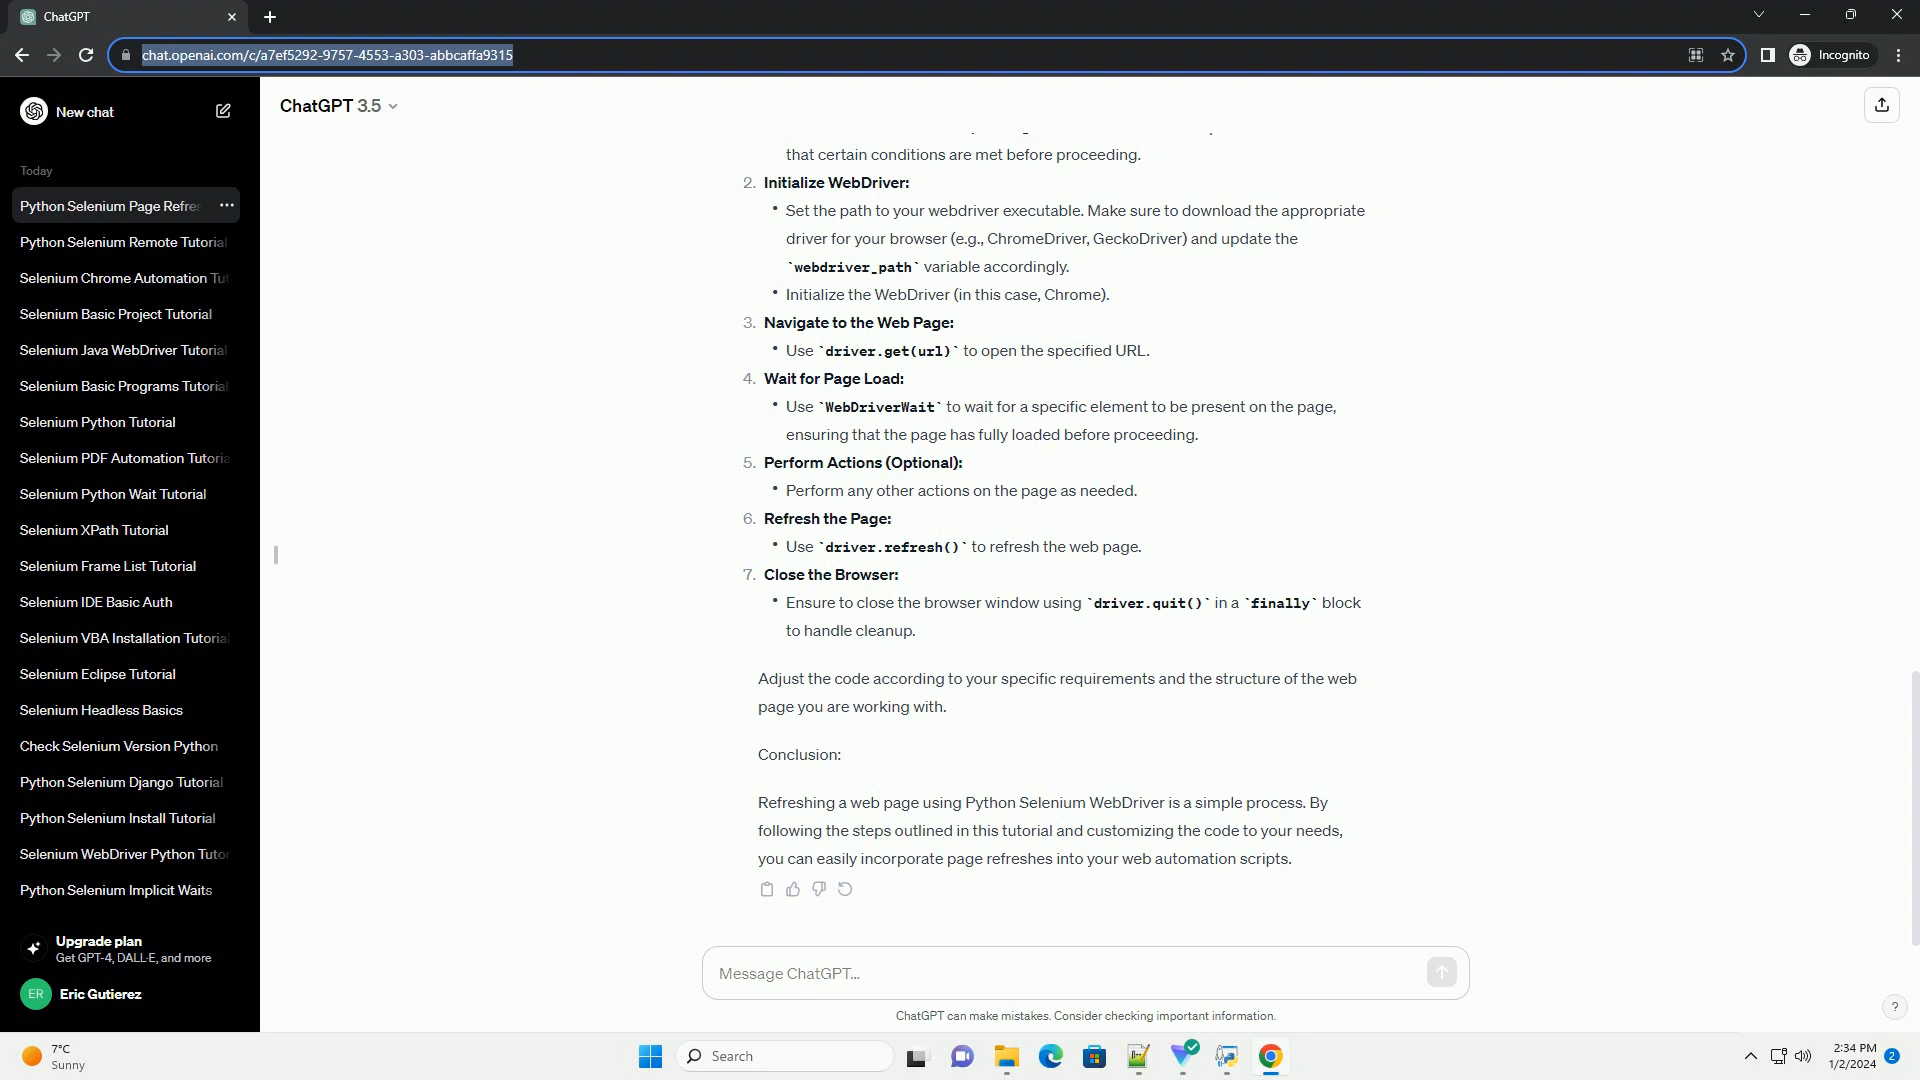 ChatGPT
chat.openai.com/c/a7ef5292-9757-4553-a303-abbcaffa9315
Incognito
New chat
Today
Python Selenium Page Refres
Python Selenium Remote Tutorial
Selenium Chrome Automation Tut
Selenium Basic Project Tutorial
Selenium Java WebDriver Tutorial
Selenium Basic Programs Tutorial
Selenium Python Tutorial
Selenium PDF Automation Tutoria
Selenium Python Wait Tutorial
Selenium XPath Tutorial
Selenium Frame List Tutorial
Selenium IDE Basic Auth
Selenium VBA Installation Tutorial
Selenium Eclipse Tutorial
Selenium Headless Basics
Check Selenium Version Python
Python Selenium Django Tutorial
Python Selenium Install Tutorial
Selenium WebDriver Python Tutor
Python Selenium Implicit Waits
Upgrade plan
Get GPT-4, DALL·E, and more
ER Eric Gutierez
ChatGPT 3.5
that certain conditions are met before proceeding.
2. Initialize WebDriver:
• Set the path to your webdriver executable. Make sure to download the appropriate
driver for your browser (e.g., ChromeDriver, GeckoDriver) and update the
`webdriver_path` variable accordingly.
• Initialize the WebDriver (in this case, Chrome).
3. Navigate to the Web Page:
• Use `driver.get(url)` to open the specified URL.
4. Wait for Page Load:
• Use `WebDriverWait` to wait for a specific element to be present on the page,
ensuring that the page has fully loaded before proceeding.
5. Perform Actions (Optional):
• Perform any other actions on the page as needed.
6. Refresh the Page:
• Use `driver.refresh()` to refresh the web page.
7. Close the Browser:
• Ensure to close the browser window using `driver.quit()` in a `finally` block
to handle cleanup.
Adjust the code according to your specific requirements and the structure of the web
page you are working with.
Conclusion:
Refreshing a web page using Python Selenium WebDriver is a simple process. By
following the steps outlined in this tutorial and customizing the code to your needs,
you can easily incorporate page refreshes into your web automation scripts.
Message ChatGPT...
ChatGPT can make mistakes. Consider checking important information.
?
7°C
Sunny
Search
2:34 PM
1/2/2024
2